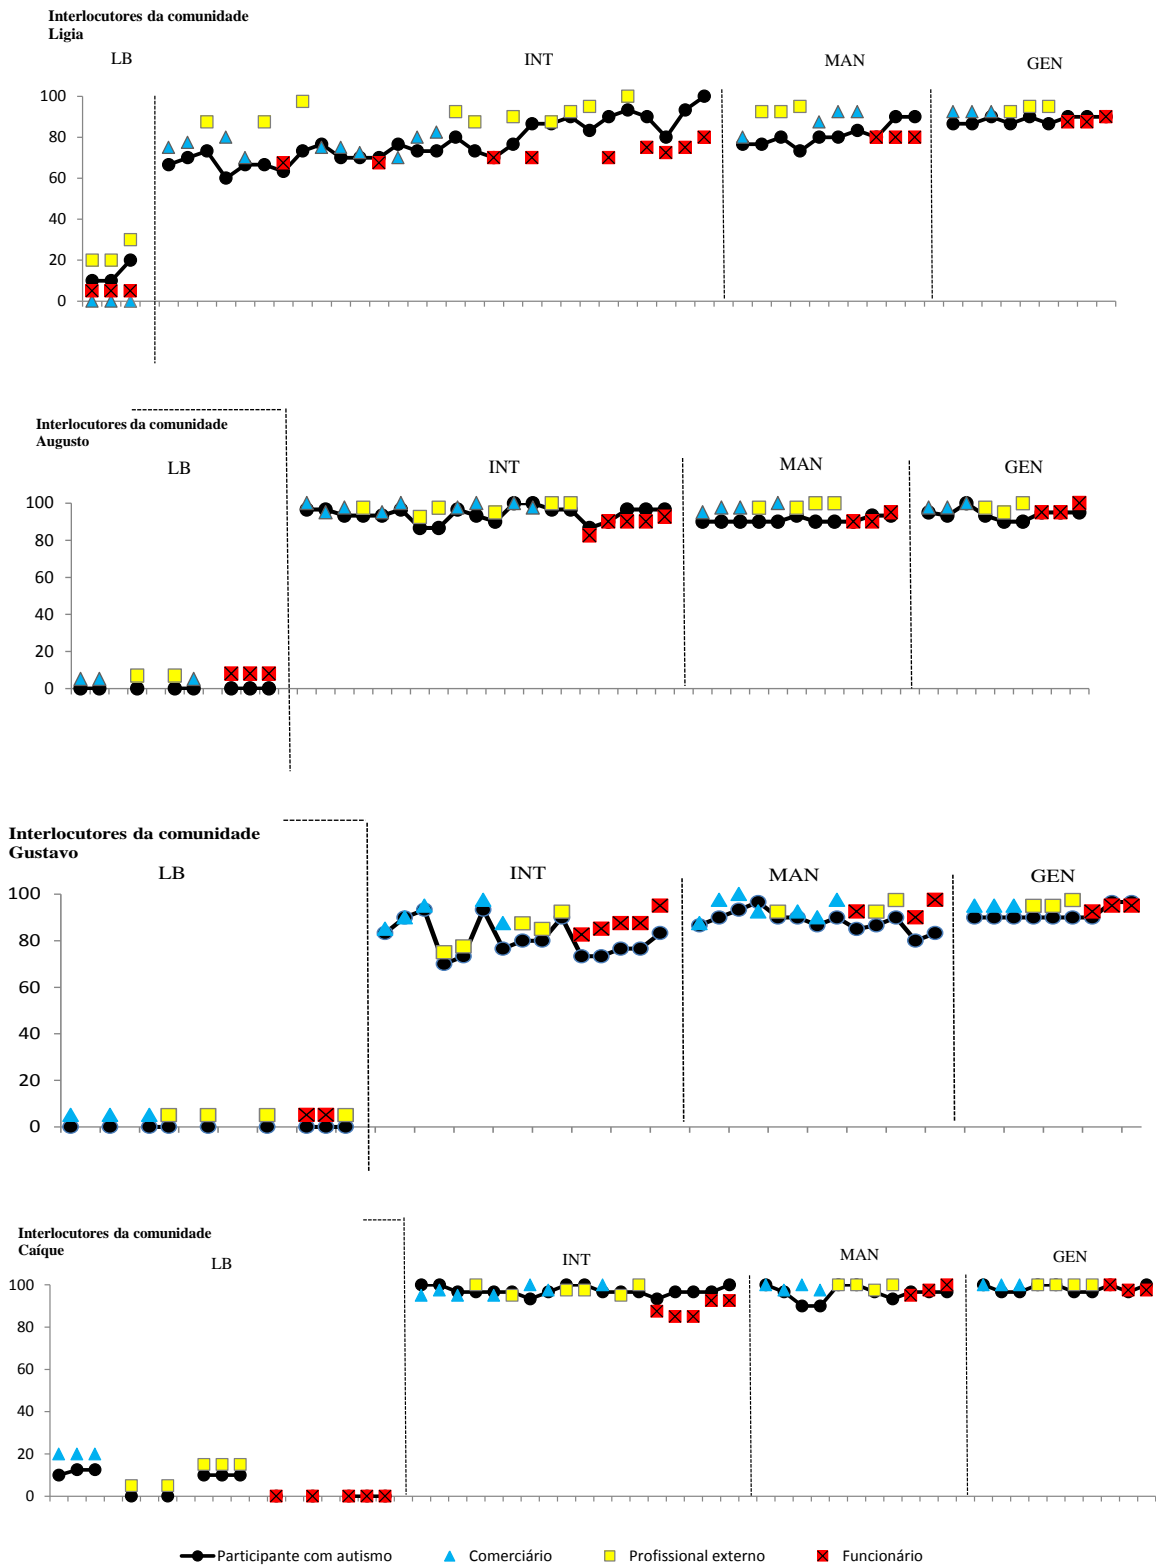 Interlocutores da comunidade
Ligia
LB
INT
MAN
GEN
100
80
60
40
20
0
Interlocutores da comunidade
Augusto
LB
INT
MAN
GEN
100
80
60
40
20
0
Interlocutores da comunidade
Gustavo
LB
INT
MAN
GEN
100
80
60
40
20
0
Interlocutores da comunidade
Caíque
LB
INT
MAN
GEN
100
80
60
40
20
0
Participante com autismo Comerciário Profissional externo Funcionário